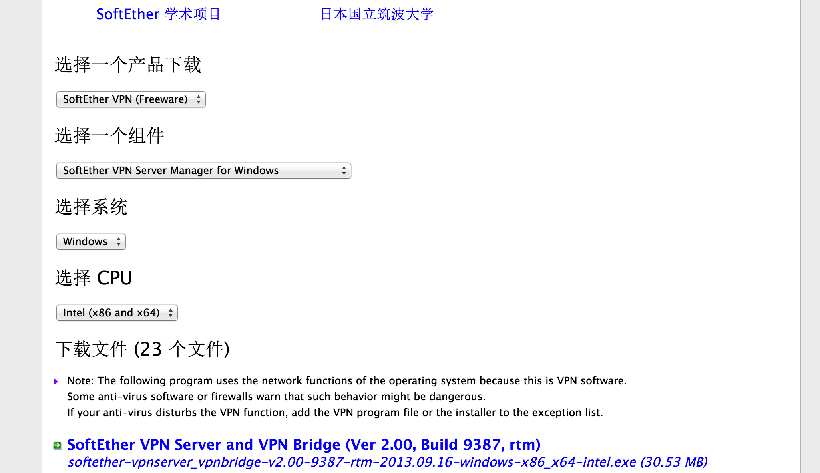 SoftEther 学术项目 日本国立筑波大学
选择一个产品下载
SoftEther VPN (Freeware)
选择一个组件
SoftEther VPN Server Manager for Windows
选择系统
Windows
选择 CPU
Intel (x86 and x64)
下载文件 (23 个文件)
Note: The following program uses the network functions of the operating system because this is VPN software.
Some anti-virus software or firewalls warn that such behavior might be dangerous.
If your anti-virus disturbs the VPN function, add the VPN program file or the installer to the exception list.
SoftEther VPN Server and VPN Bridge (Ver 2.00, Build 9387, rtm)
softether-vpnserver_vpnbridge-v2.00-9387-rtm-2013.09.16-windows-x86_x64-intel.exe (30.53 MB)